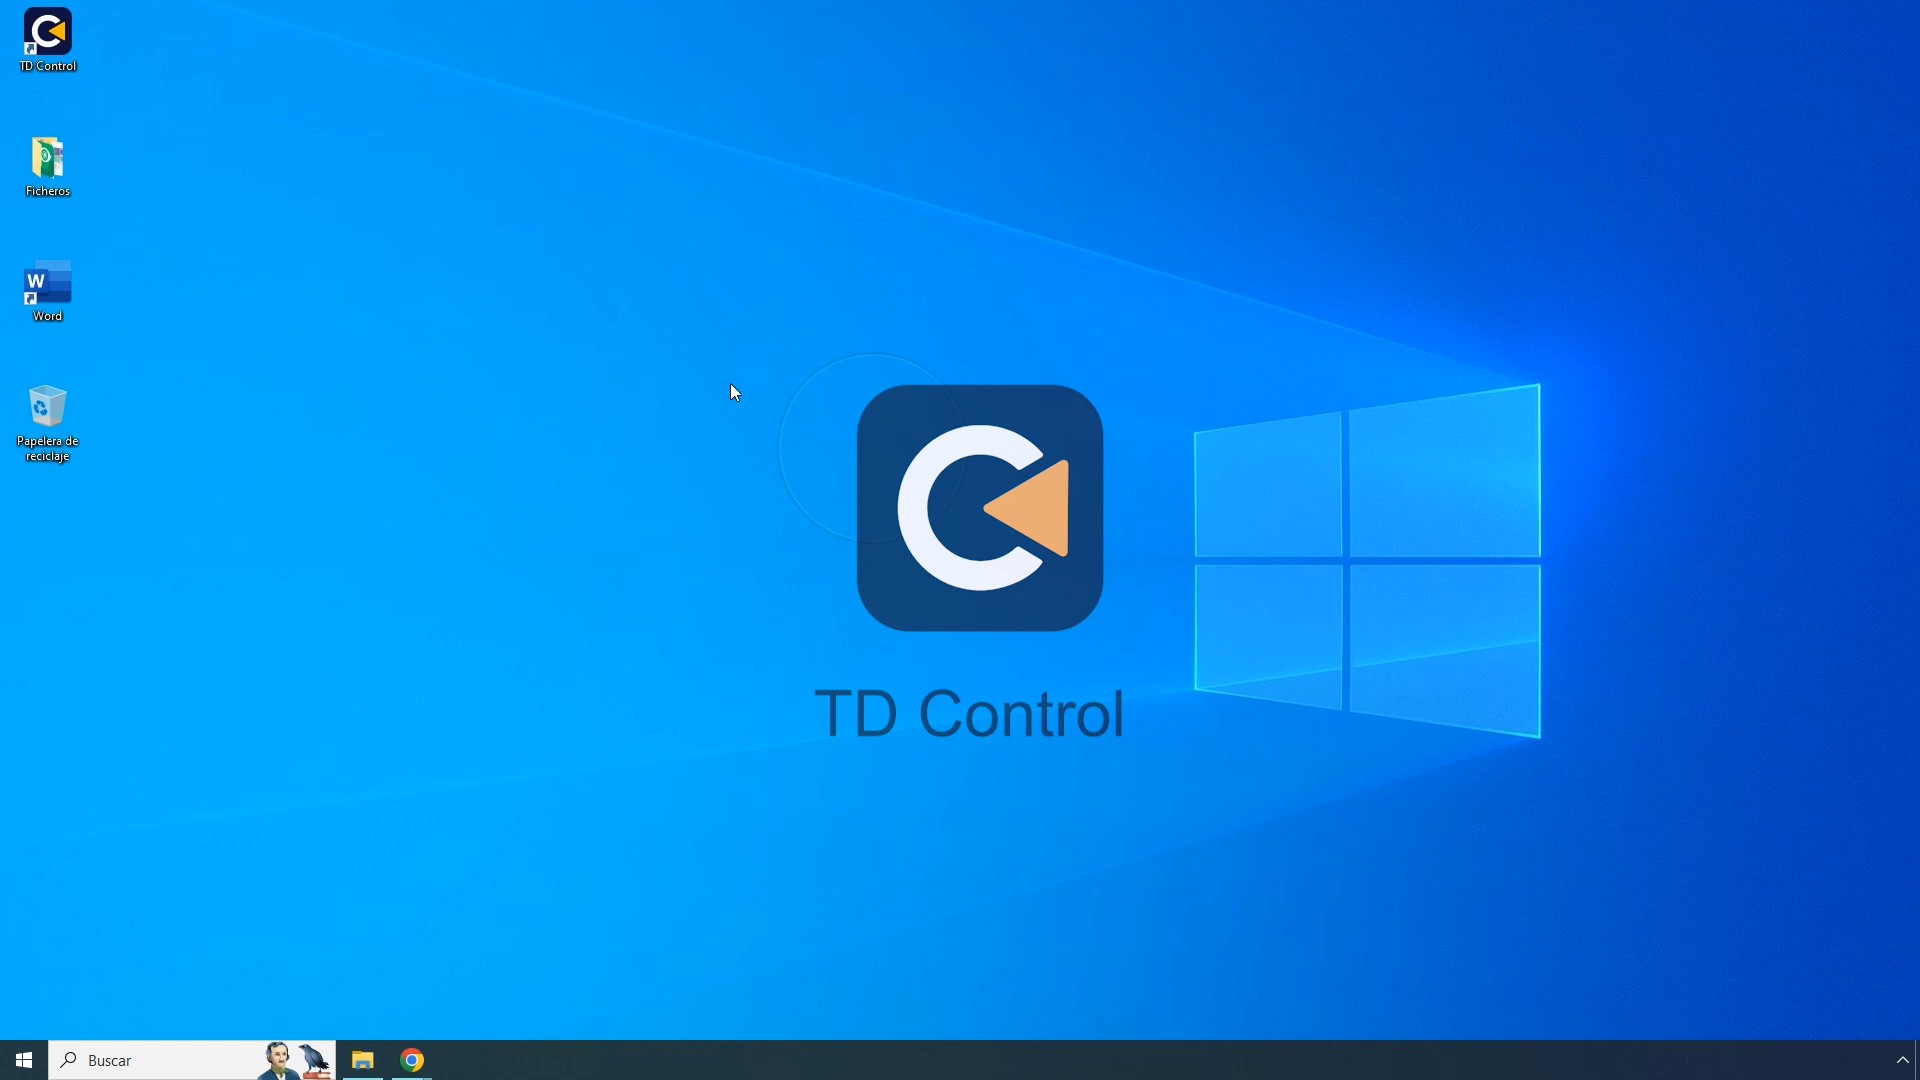 TD Control
Ficheros
Word
Papelera de
reciclaje
TD Control
Buscar